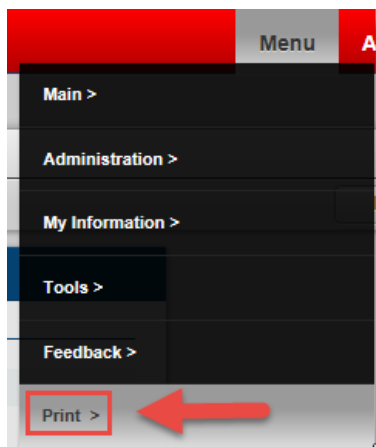 Menu
A
Main >
Administration >
My Information >
Tools >
Feedback >
Print >